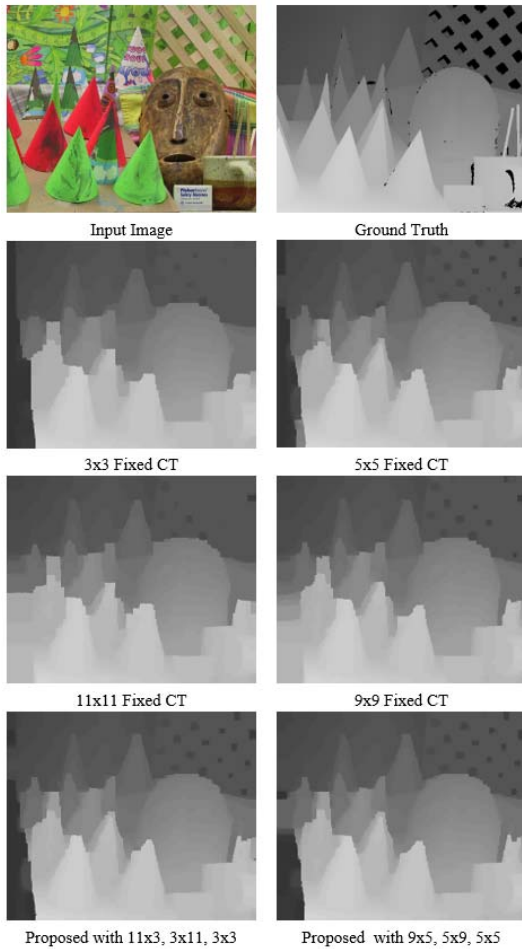 Input Image
Ground Truth
3x3 Fixed CT
5x5 Fixed CT
11x11 Fixed CT
9x9 Fixed CT
Proposed with 11x3, 3x11, 3x3
Proposed with 9x5, 5x9, 5x5